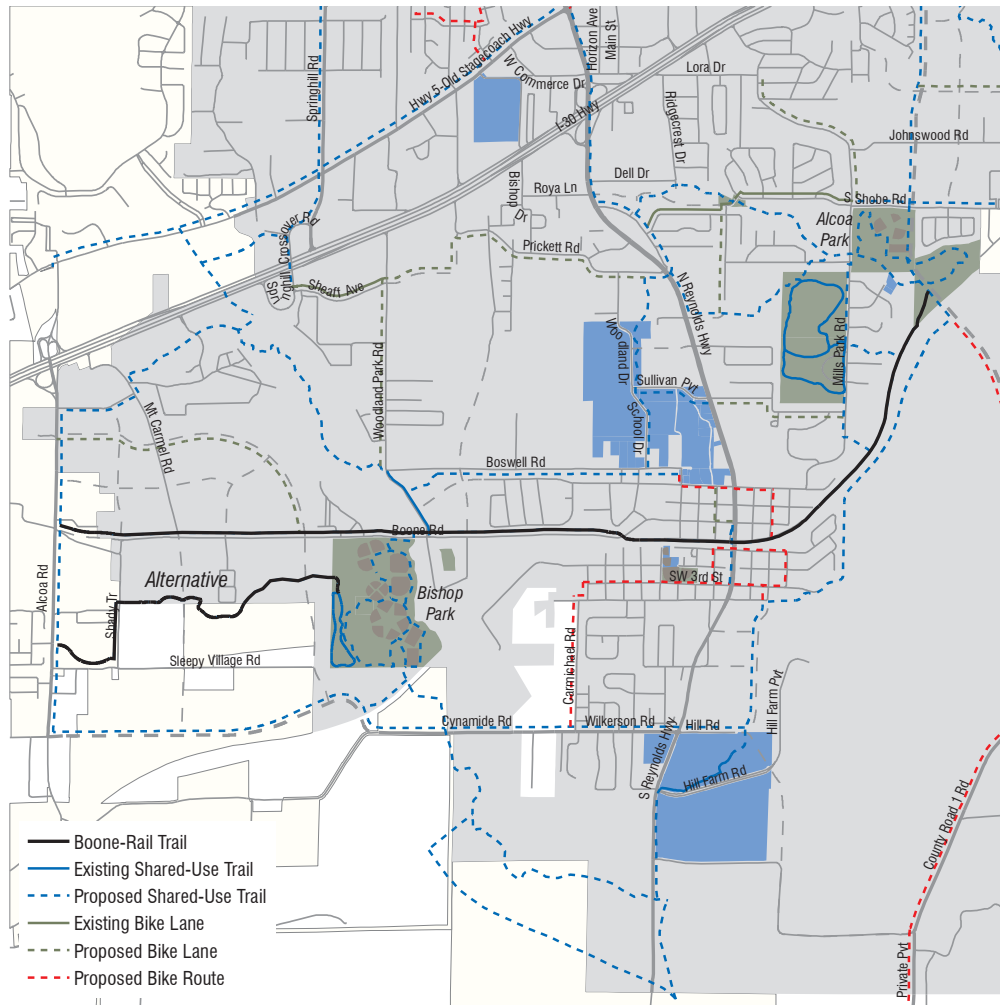 Horizon Ave
Main St
Springhill Rd
Hwy 5-Old Stagecoach Hwy
W Commerce Dr
Lora Dr
I-30 Hwy
Ridgecrest Dr
Johnswood Rd
Bishop Dr
Roya Ln
Dell Dr
S Shobe Rd
Alcoa
Park
Springhill Crossover Rd
Prickett Rd
Sheaft Ave
N Reynolds Hwy
Mills Park Rd
Woodland Dr
Woodland Park Rd
Sullivan Pvt
School Dr
Mt Carmel Rd
Boswell Rd
Boone Rd
Alcoa Rd
Alternative
Shady Tr
Bishop
Park
SW 3rd St
Sleepy Village Rd
Carmichael Rd
Hill Farm Pvt
Cynamide Rd
Wilkerson Rd
Hill Rd
S Reynolds Hwy
Hill Farm Rd
County Road 1 Rd
Private Pvt
Boone-Rail Trail
Existing Shared-Use Trail
Proposed Shared-Use Trail
Existing Bike Lane
Proposed Bike Lane
Proposed Bike Route